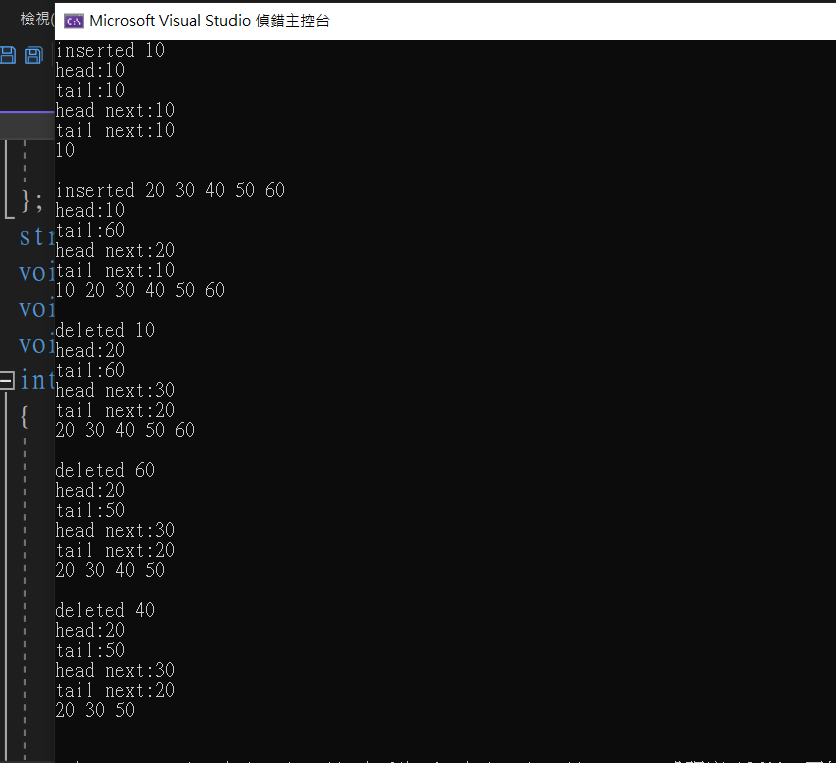 檢視(
Microsoft Visual Studio 偵錯主控台
inserted 10
head:10
tail:10
head next:10
tail next:10
10
inserted 20 30 40 50 60
head:10
tail:60
head next:20
tail next:10
10 20 30 40 50 60
deleted 10
head:20
tail:60
head next:30
tail next:20
20 30 40 50 60
deleted 60
head:20
tail:50
head next:30
tail next:20
20 30 40 50
deleted 40
head:20
tail:50
head next:30
tail next:20
20 30 50
};
str
voi
voi
voi
int
{